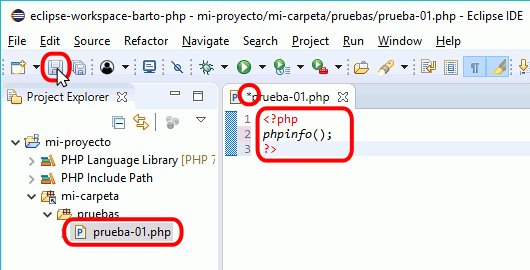 eclipse-workspace-barto-php - mi-proyecto/mi-carpeta/pruebas/prueba-01.php - Eclipse IDE
File Edit Source Refactor Navigate Search Project Run Window Help
Project Explorer
*prueba-01.php
mi-proyecto
PHP Language Library [PHP 7
PHP Include Path
mi-carpeta
pruebas
prueba-01.php
1 <?php
2 phpinfo();
3 ?>